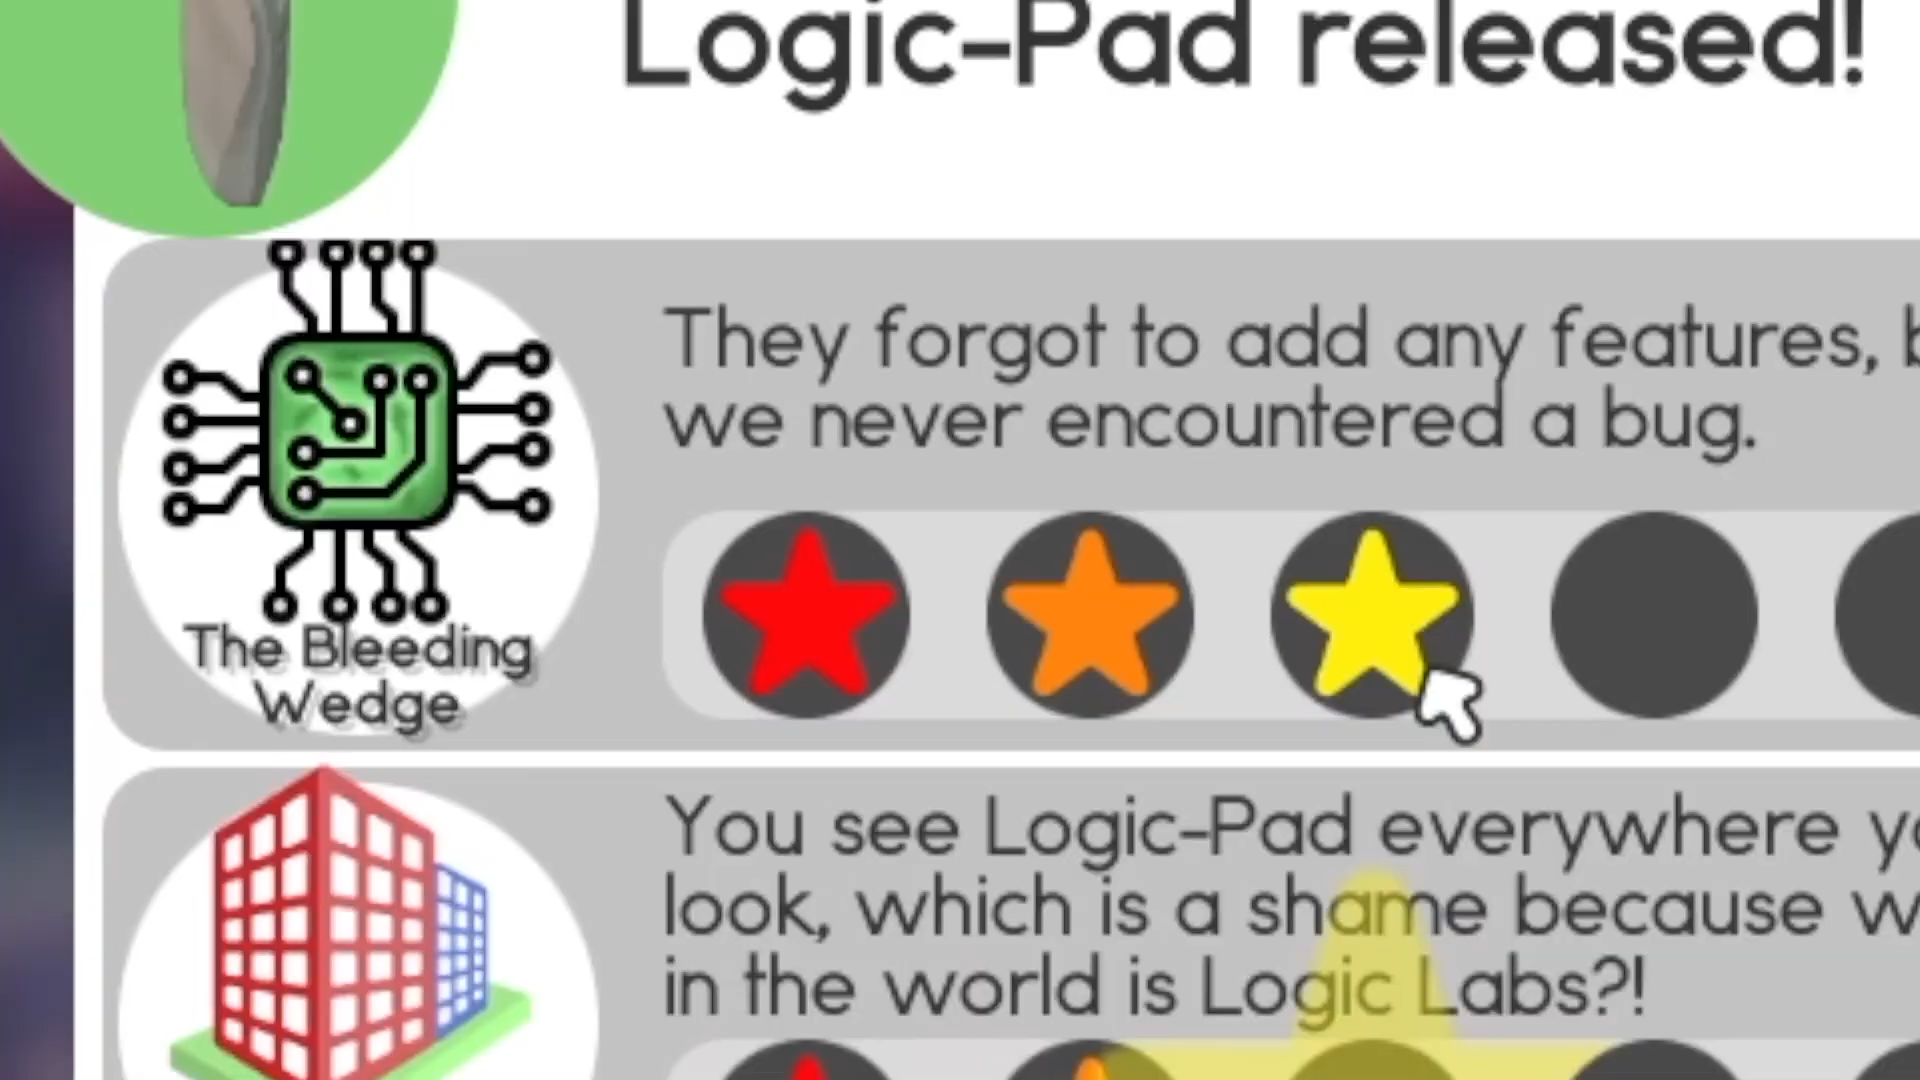 Logic-Pad released!
They forgot to add any features,
we never encountered a bug.
The Bleeding
Wedge
You see Logic-Pad everywhere
look, which is a shame because
in the world is Logic Labs?!